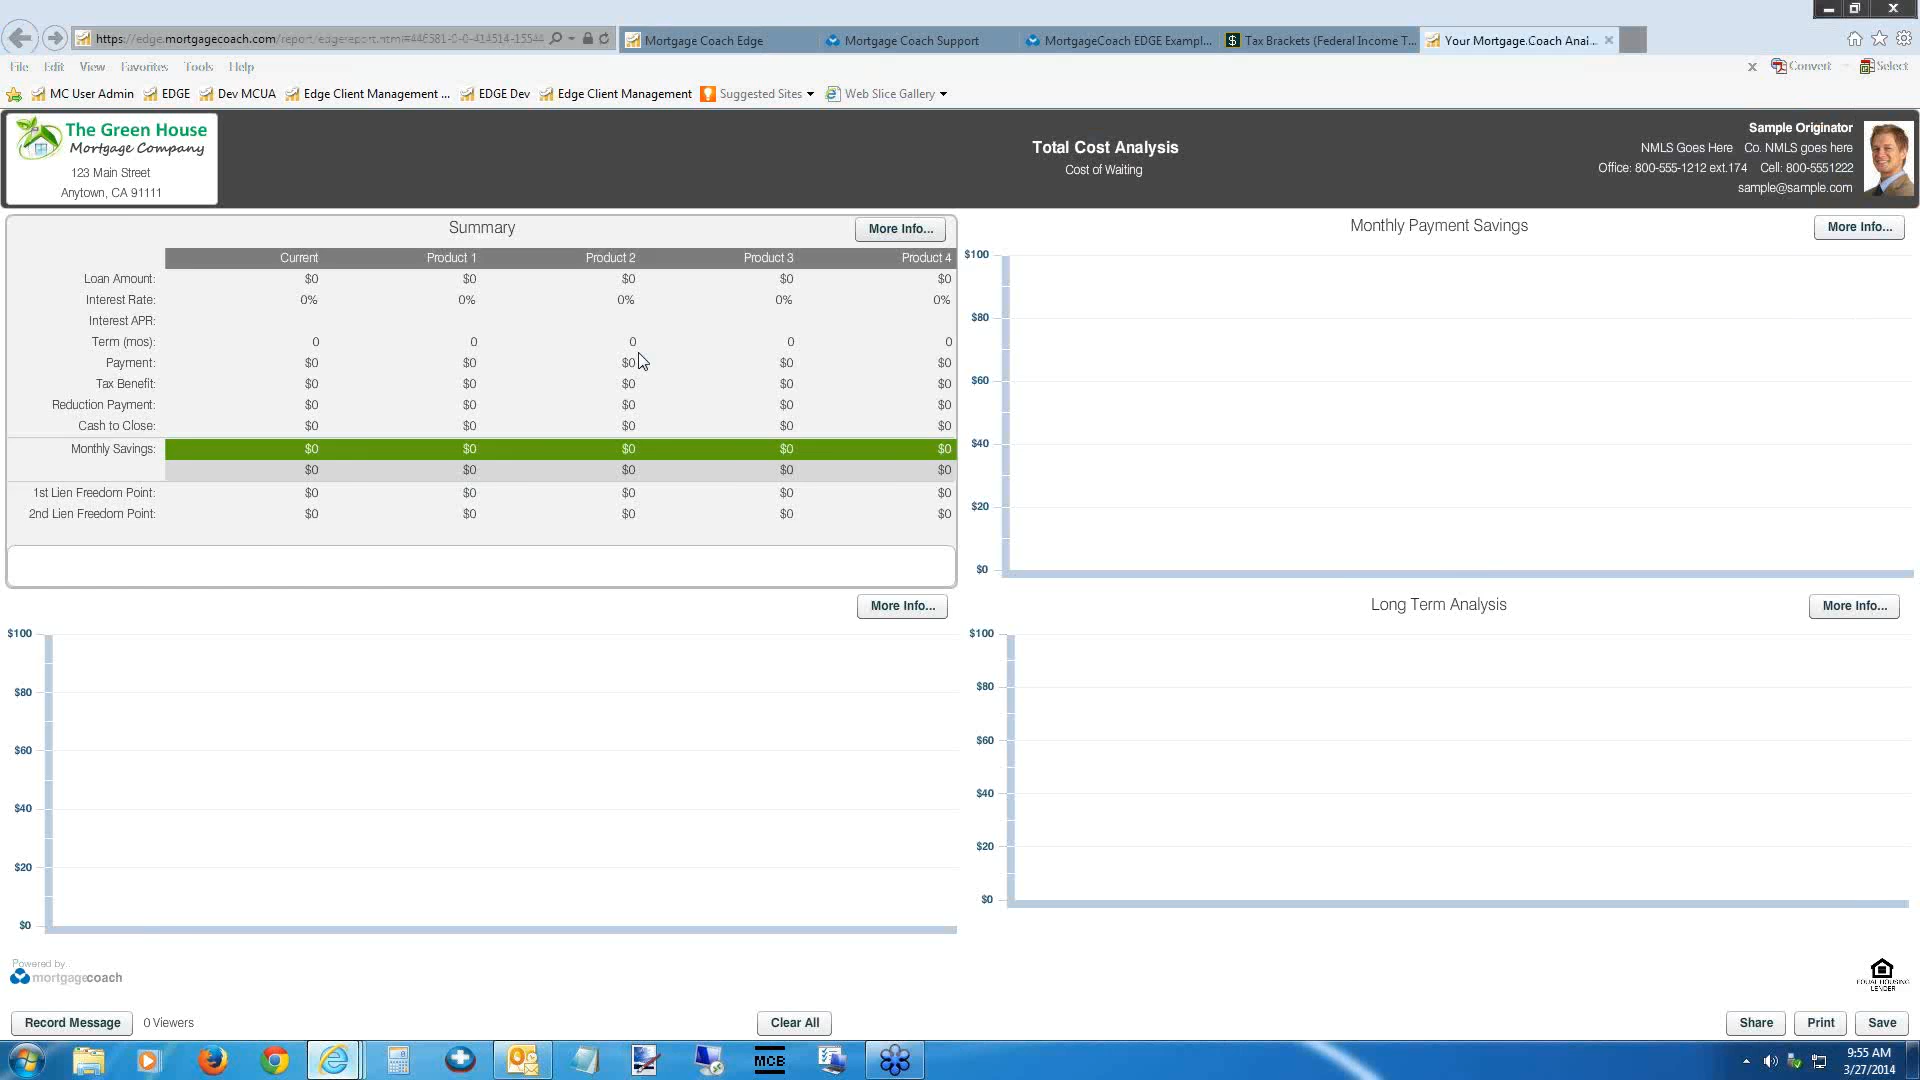 https://edge.mortgagecoach.com/report/edgereport.html#446581-0-0-414514-15544
Mortgage Coach Edge
Mortgage Coach Support
MortgageCoach EDGE Exampl...
Tax Brackets (Federal Income T...
Your Mortgage.Coach Anal...
File Edit View Favorites Tools Help
Convert Select
MC User Admin EDGE Dev MCUA Edge Client Management ... EDGE Dev Edge Client Management Suggested Sites Web Slice Gallery
The Green House
Mortgage Company
123 Main Street
Anytown, CA 91111
Total Cost Analysis
Cost of Waiting
Sample Originator
NMLS Goes Here Co. NMLS goes here
Office: 800-555-1212 ext.174 Cell: 800-5551222
sample@sample.com
Summary More Info...
Current Product 1 Product 2 Product 3 Product 4
Loan Amount: $0 $0 $0 $0 $0
Interest Rate: 0% 0% 0% 0% 0%
Interest APR:
Term (mos): 0 0 0 0 0
Payment: $0 $0 $0 $0 $0
Tax Benefit: $0 $0 $0 $0 $0
Reduction Payment: $0 $0 $0 $0 $0
Cash to Close: $0 $0 $0 $0 $0
Monthly Savings: $0 $0 $0 $0 $0
$0 $0 $0 $0 $0
1st Lien Freedom Point: $0 $0 $0 $0 $0
2nd Lien Freedom Point: $0 $0 $0 $0 $0
Monthly Payment Savings More Info...
$100
$80
$60
$40
$20
$0
More Info...
$100
$80
$60
$40
$20
$0
Long Term Analysis More Info...
$100
$80
$60
$40
$20
$0
Powered by...
mortgagecoach
EQUAL HOUSING
LENDER
Record Message 0 Viewers Clear All Share Print Save
MCB
9:55 AM
3/27/2014